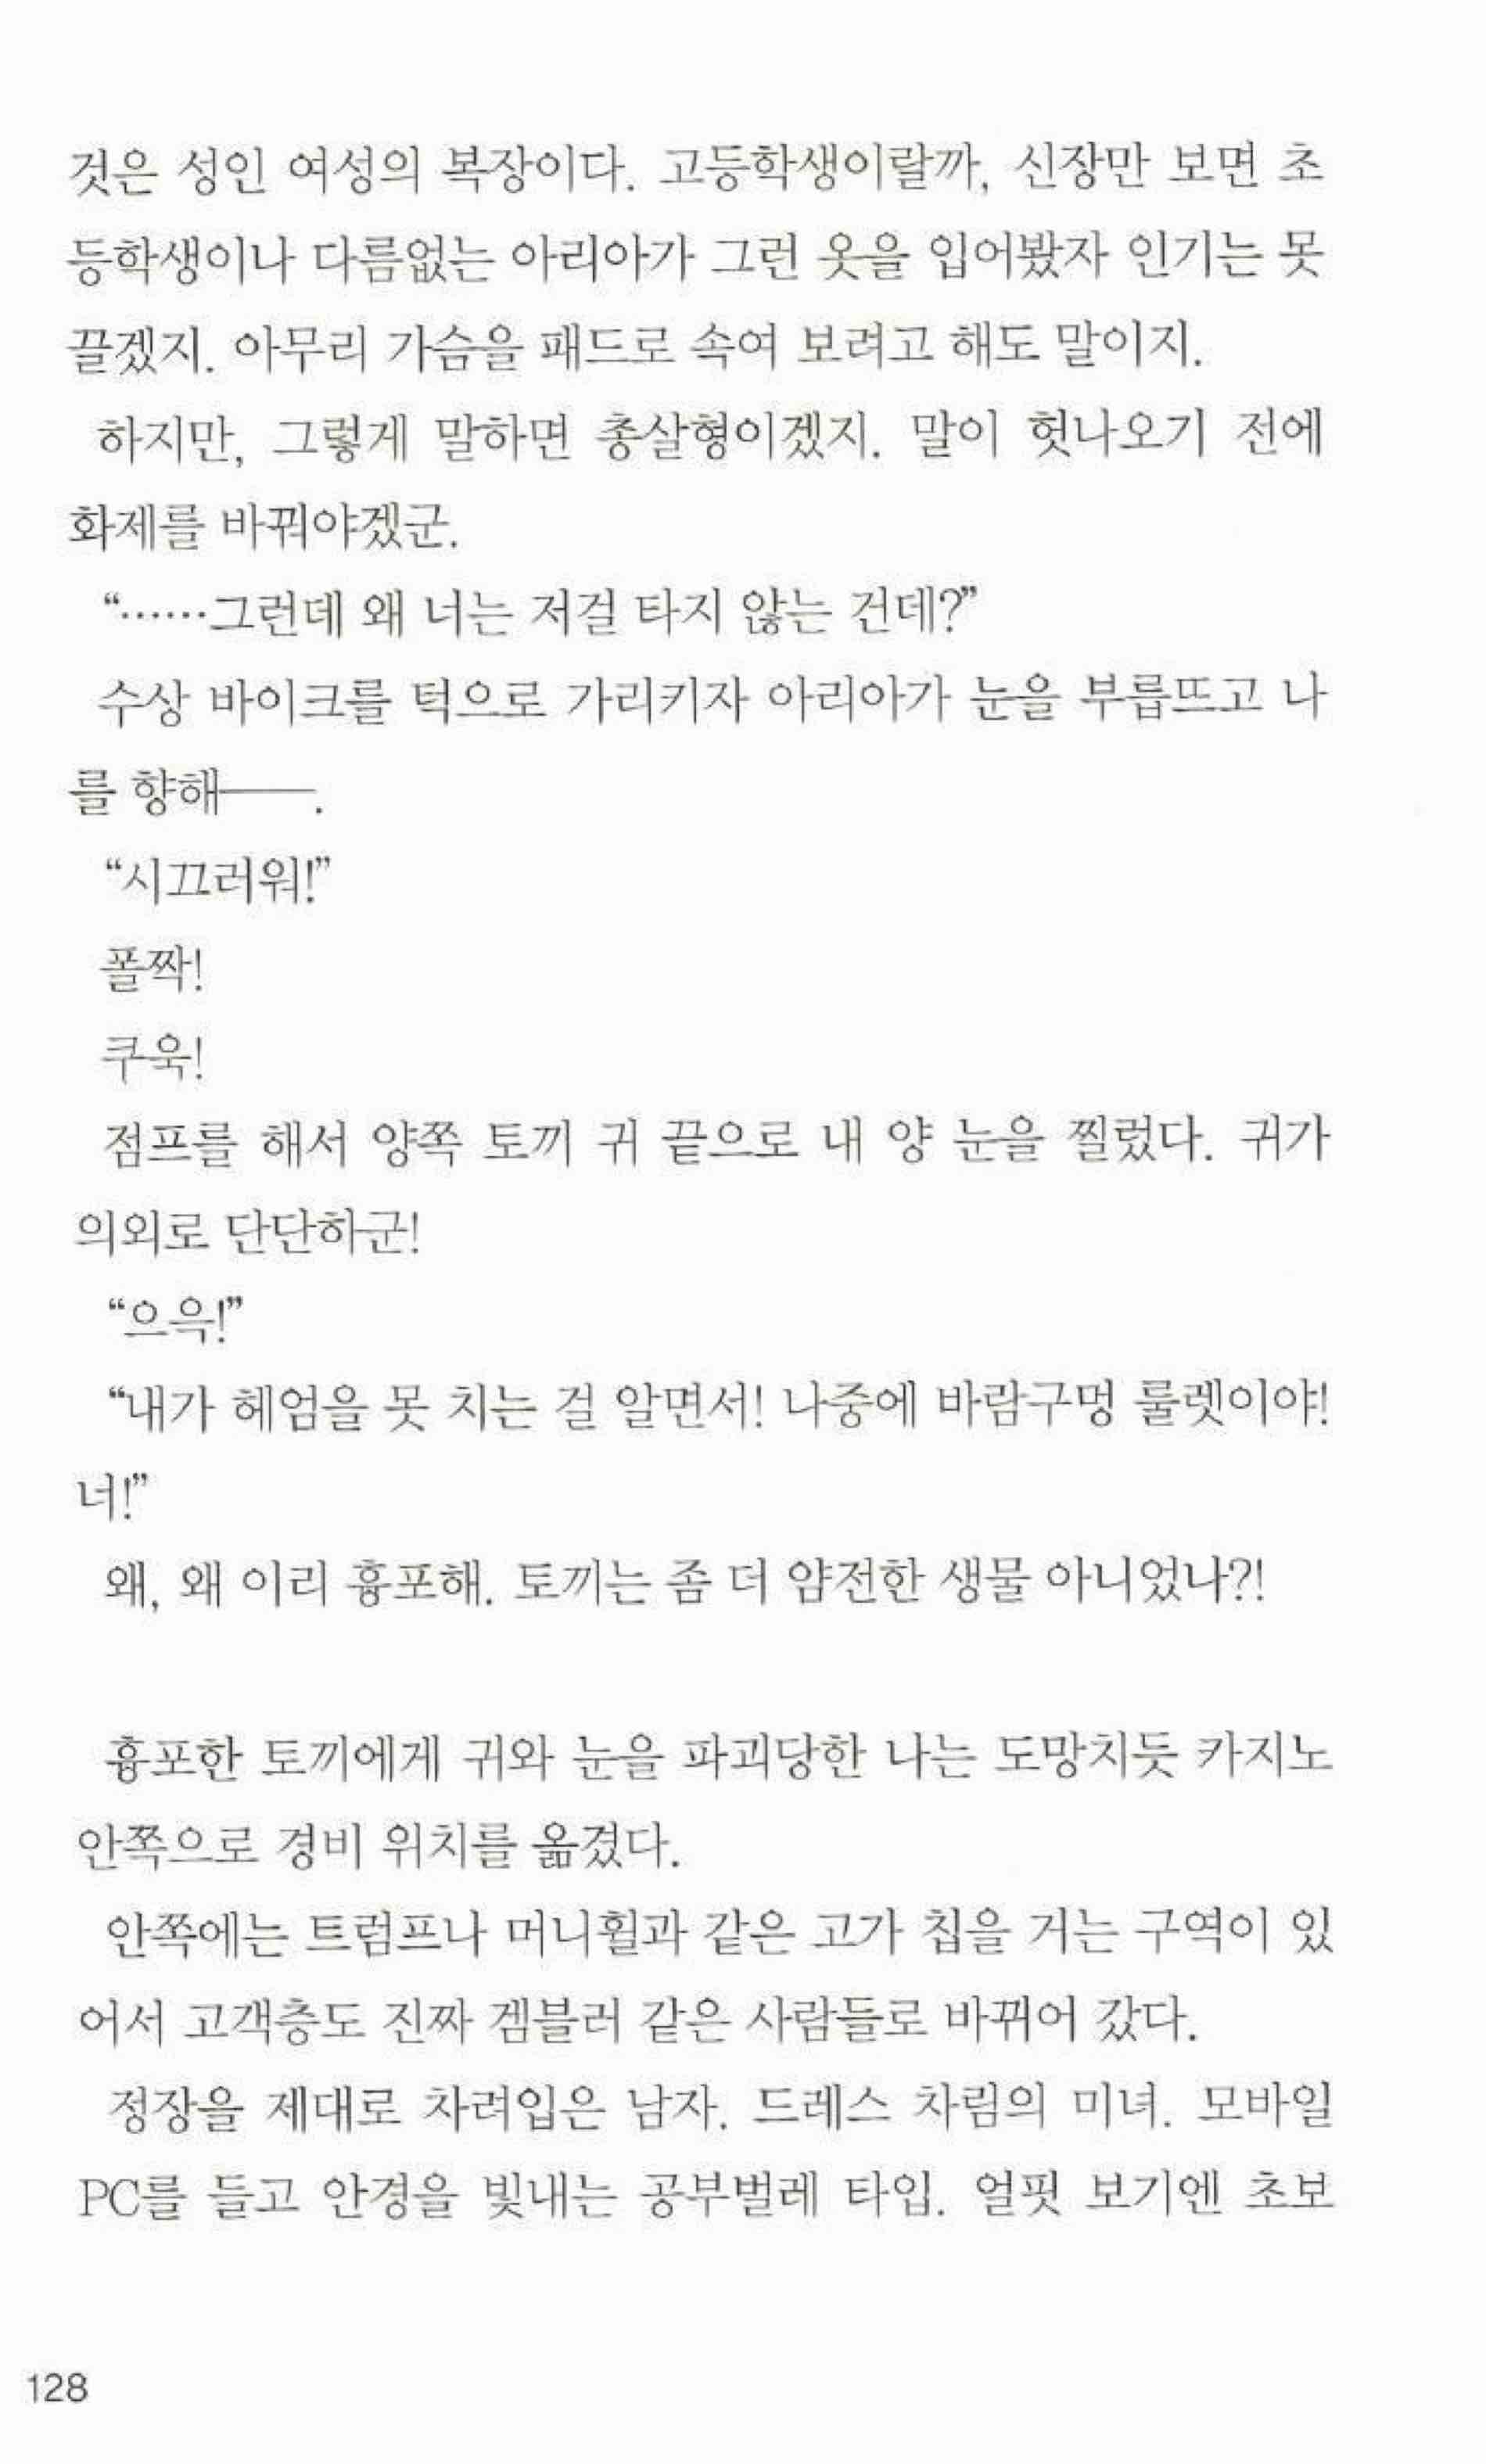 것은 성인 여성의 복장이다. 고등학생이랄까, 신장만 보면 초
등학생이나 다름없는 아리아가 그런 옷을 입어봤자 인기는 못
끌겠지. 아무리 가슴을 패드로 속여 보려고 해도 말이지.
하지만, 그렇게 말하면 총살형이겠지. 말이 헛나오기 전에
화제를 바꿔야겠군.
“……그런데 왜 너는 저걸 타지 않는 건데?”
수상 바이크를 턱으로 가리키자 아리아가 눈을 부릅뜨고 나
를 향해――.
“시끄러워!”
폴짝!
쿠욱!
점프를 해서 양쪽 토끼 귀 끝으로 내 양 눈을 찔렀다. 귀가
의외로 단단하군!
“으윽!”
“내가 헤엄을 못 치는 걸 알면서! 나중에 바람구멍 룰렛이야!
너!”
왜, 왜 이리 흉포해. 토끼는 좀 더 얌전한 생물 아니었나?!
흉포한 토끼에게 귀와 눈을 파괴당한 나는 도망치듯 카지노
안쪽으로 경비 위치를 옮겼다.
안쪽에는 트럼프나 머니휠과 같은 고가 칩을 거는 구역이 있
어서 고객층도 진짜 겜블러 같은 사람들로 바뀌어 갔다.
정장을 제대로 차려입은 남자. 드레스 차림의 미녀. 모바일
PC를 들고 안경을 빛내는 공부벌레 타입. 얼핏 보기엔 초보
128